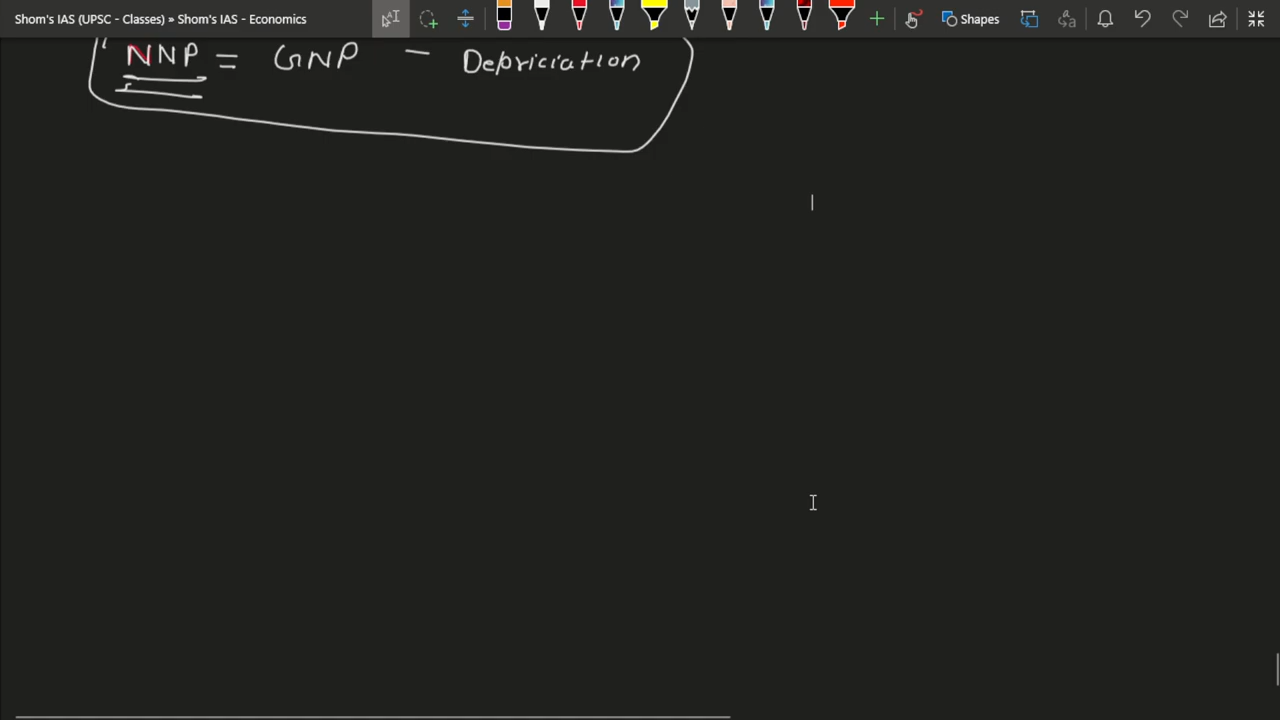 Shom's IAS (UPSC - Classes) » Shom's IAS - Economics
Shapes
NNP = GNP - Depriciation